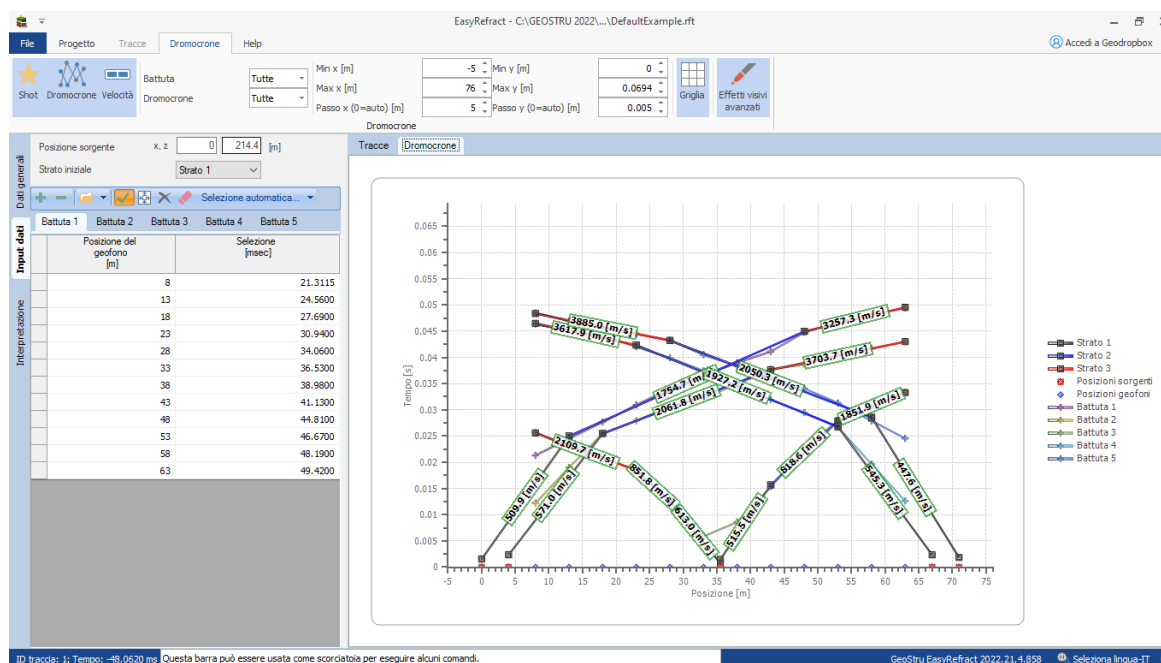 EasyRefract - C:\GEOSTRU 2022\...\DefaultExample.rft
File Progetto Tracce Dromocrone Help
Accedi a Geodropbox
Shot Dromocrone Velocità
Battuta Tutte
Dromocrone Tutte
Min x [m] -5 Min y [m] 0
Max x [m] 76 Max y [m] 0.0694
Passo x (0=auto) [m] 5 Passo y (0=auto) [m] 0.005
Griglia
Effetti visivi avanzati
Dromocrone
Dati generali
Input dati
Interpretazione
Posizione sorgente x, z 0 214.4 [m]
Strato iniziale Strato 1
Selezione automatica...
Battuta 1 Battuta 2 Battuta 3 Battuta 4 Battuta 5
Posizione del geofono [m] Selezione [msec]
8 21.3115
13 24.5600
18 27.6900
23 30.9400
28 34.0600
33 36.5300
38 38.9800
43 41.1300
48 44.8100
53 46.6700
58 48.1900
63 49.4200
Tracce Dromocrone
Tempo [s]
0.065
0.06
0.055
0.05
0.045
0.04
0.035
0.03
0.025
0.02
0.015
0.01
0.005
0
3885.0 [m/s]
3617.9 [m/s]
3257.3 [m/s]
3703.7 [m/s]
1754.7 [m/
1927.2 [m/s]
2050.3 [m/s]
2061.8 [m/s]
1851.9 [m/s]
2109.7 [m/s]
851.8 [m/s]
613.0 [m/s]
918.6 [m/s]
515.5 [m/s]
509.9 [m/s]
571.0 [m/s]
545.3 [m/s]
447.6 [m/s]
-5 0 5 10 15 20 25 30 35 40 45 50 55 60 65 70 75
Posizione [m]
Strato 1
Strato 2
Strato 3
Posizioni sorgenti
Posizioni geofoni
Battuta 1
Battuta 2
Battuta 3
Battuta 4
Battuta 5
ID traccia: 1; Tempo: -48.0620 ms Questa barra può essere usata come scorciatoia per eseguire alcuni comandi.
GeoStru EasyRefract 2022.21.4.858 Seleziona lingua-IT